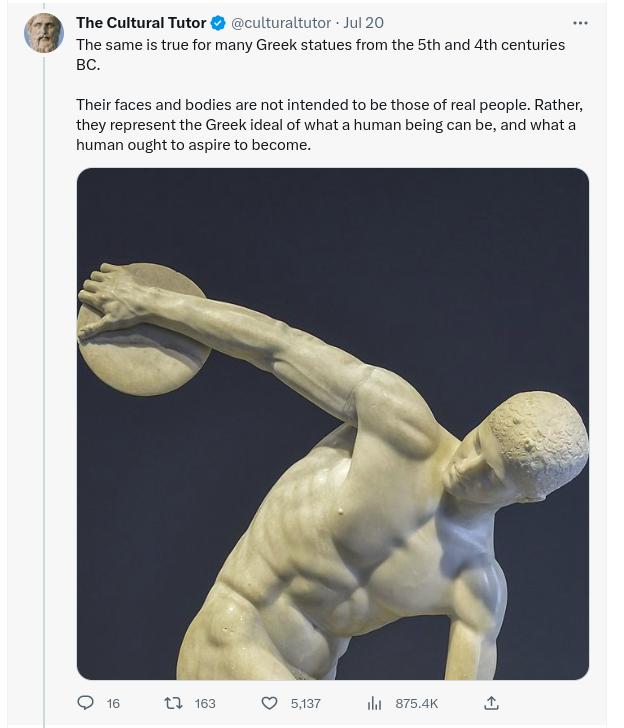 The Cultural Tutor @culturaltutor · Jul 20
The same is true for many Greek statues from the 5th and 4th centuries
BC.
Their faces and bodies are not intended to be those of real people. Rather,
they represent the Greek ideal of what a human being can be, and what a
human ought to aspire to become.
16 163 5,137 875.4K